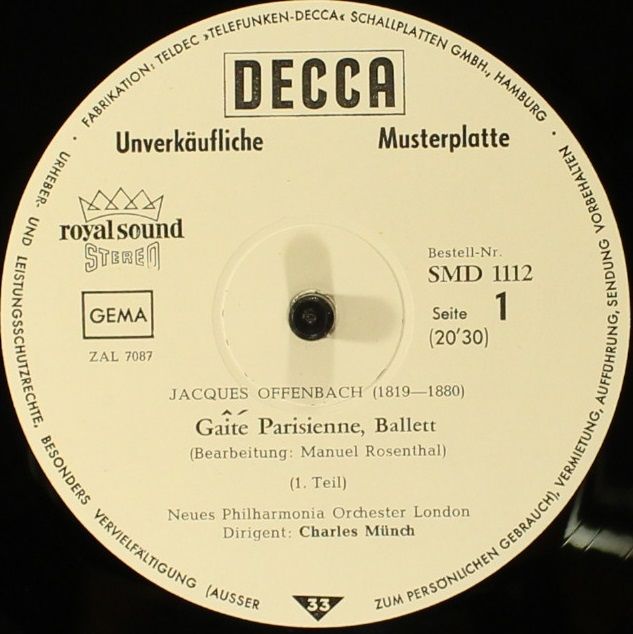 FABRIKATION: TELDEC »TELEFUNKEN-DECCA« SCHALLPLATTEN GMBH., HAMBURG
DECCA
Unverkäufliche Musterplatte
royal sound
STEREO
GEMA
ZAL 7087
Bestell-Nr.
SMD 1112
Seite 1
(20'30)
JACQUES OFFENBACH (1819—1880)
Gaîté Parisienne, Ballett
(Bearbeitung: Manuel Rosenthal)
(1. Teil)
Neues Philharmonia Orchester London
Dirigent: Charles Münch
33
URHEBER- UND LEISTUNGSSCHUTZRECHTE, BESONDERS VERVIELFÄLTIGUNG (AUSSER ZUM PERSÖNLICHEN GEBRAUCH), VERMIETUNG, AUFFÜHRUNG, SENDUNG VORBEHALTEN